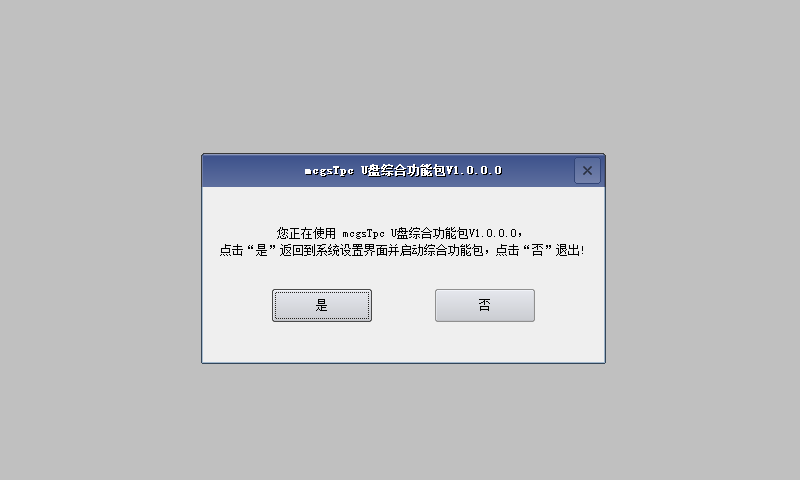 mcgsTpc U盘综合功能包V1.0.0.0
您正在使用 mcgsTpc U盘综合功能包V1.0.0.0，
点击“是”返回到系统设置界面并启动综合功能包，点击“否”退出!
是
否